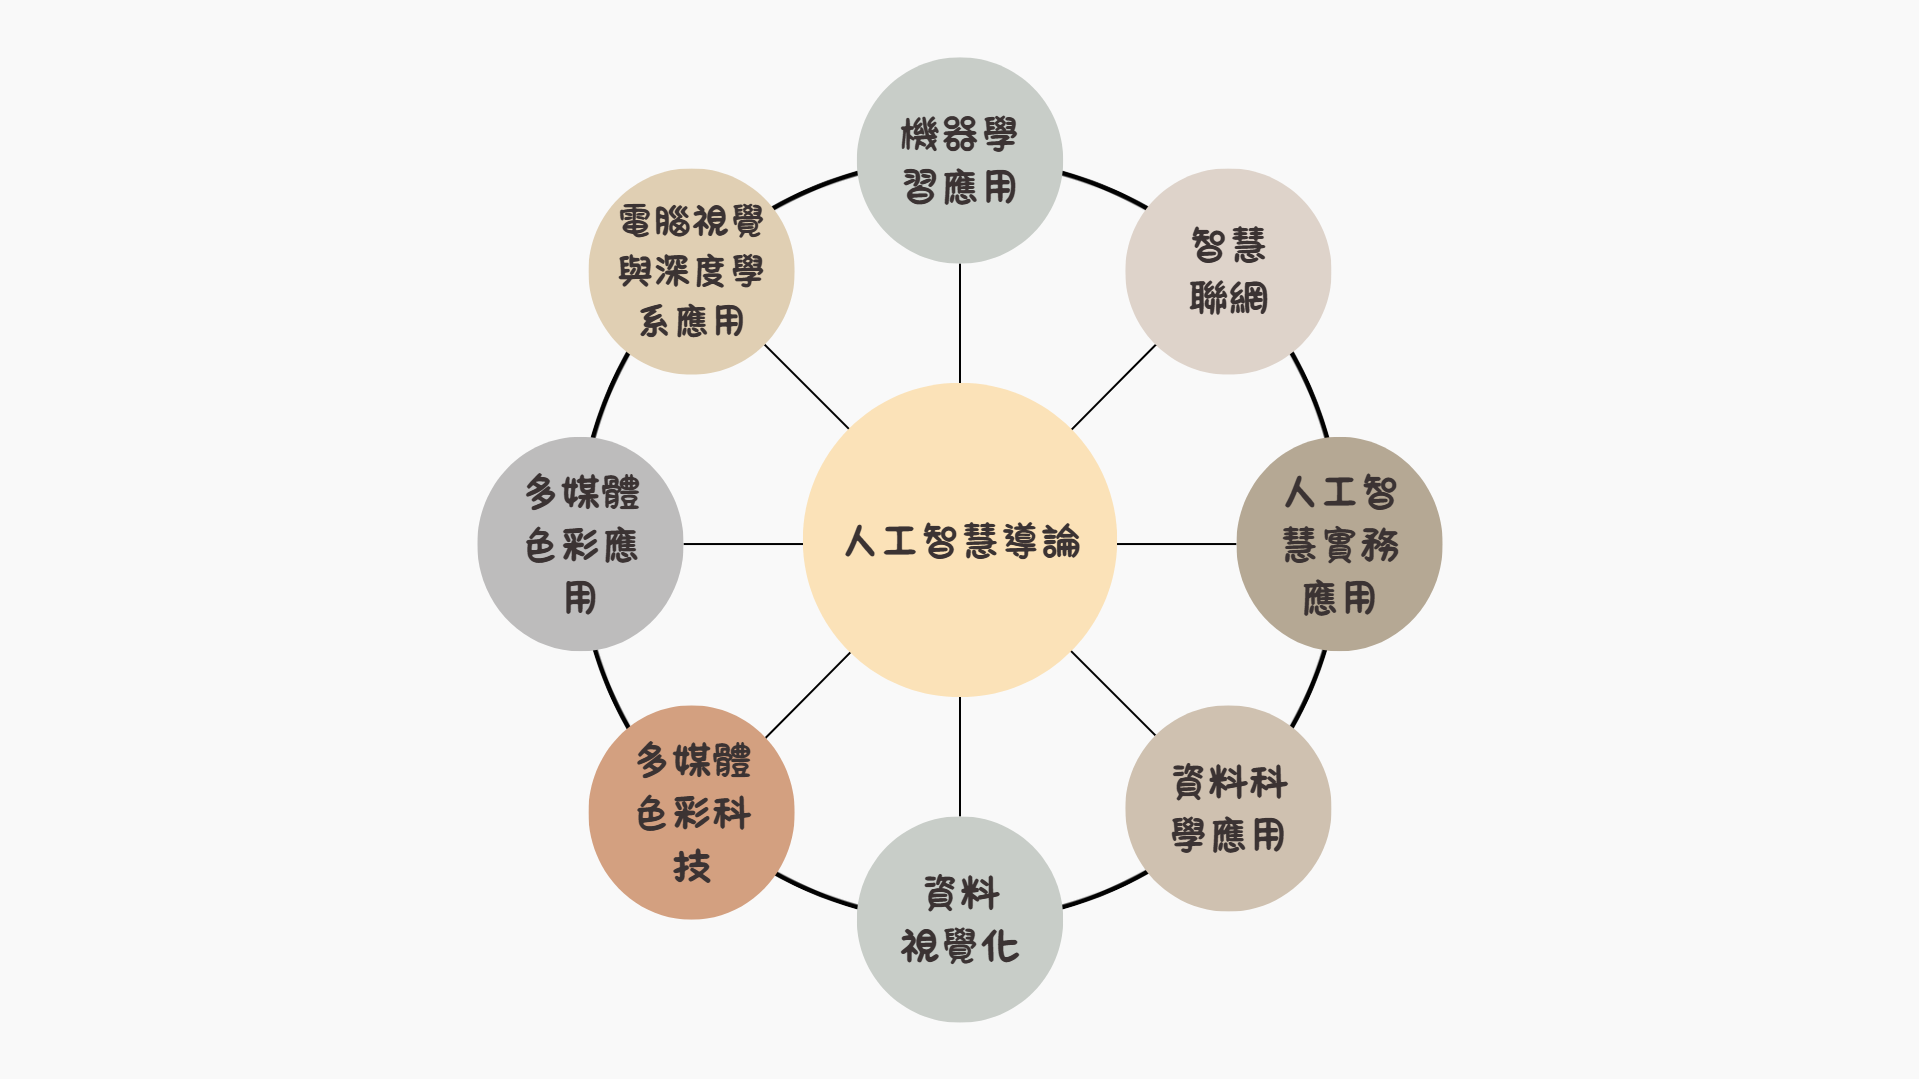 機器學
習應用
電腦視覺
與深度學
系應用
智慧
聯網
多媒體
色彩應
用
人工智慧導論
人工智
慧實務
應用
多媒體
色彩科
技
資料科
學應用
資料
視覺化